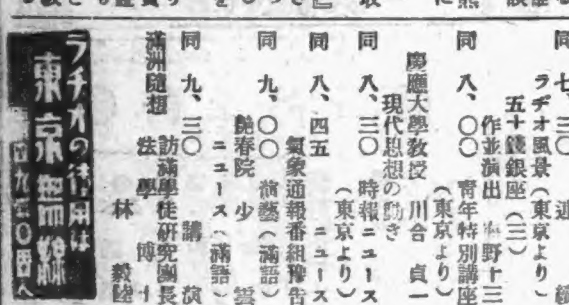 同 七、三〇 連續
ラヂオ風景(東京より)
五十錢銀座(三)
作並演出 野十三
同 八、〇〇 青年特別講座
(東京より)
慶應大學教授 川合貞一
現代思想の動き
同 八、三〇 時報ニュース
(東京より)
同 八、四五 ニュース
氣象通報番組豫告
同 九、〇〇 演藝(滿語)
艶春院 少雲
ニュース(滿語)
同 九、三〇 講演
滿洲隨想
訪滿學徒研究團長
法學博士
林毅陸
ラヂオの御用は
東京無線